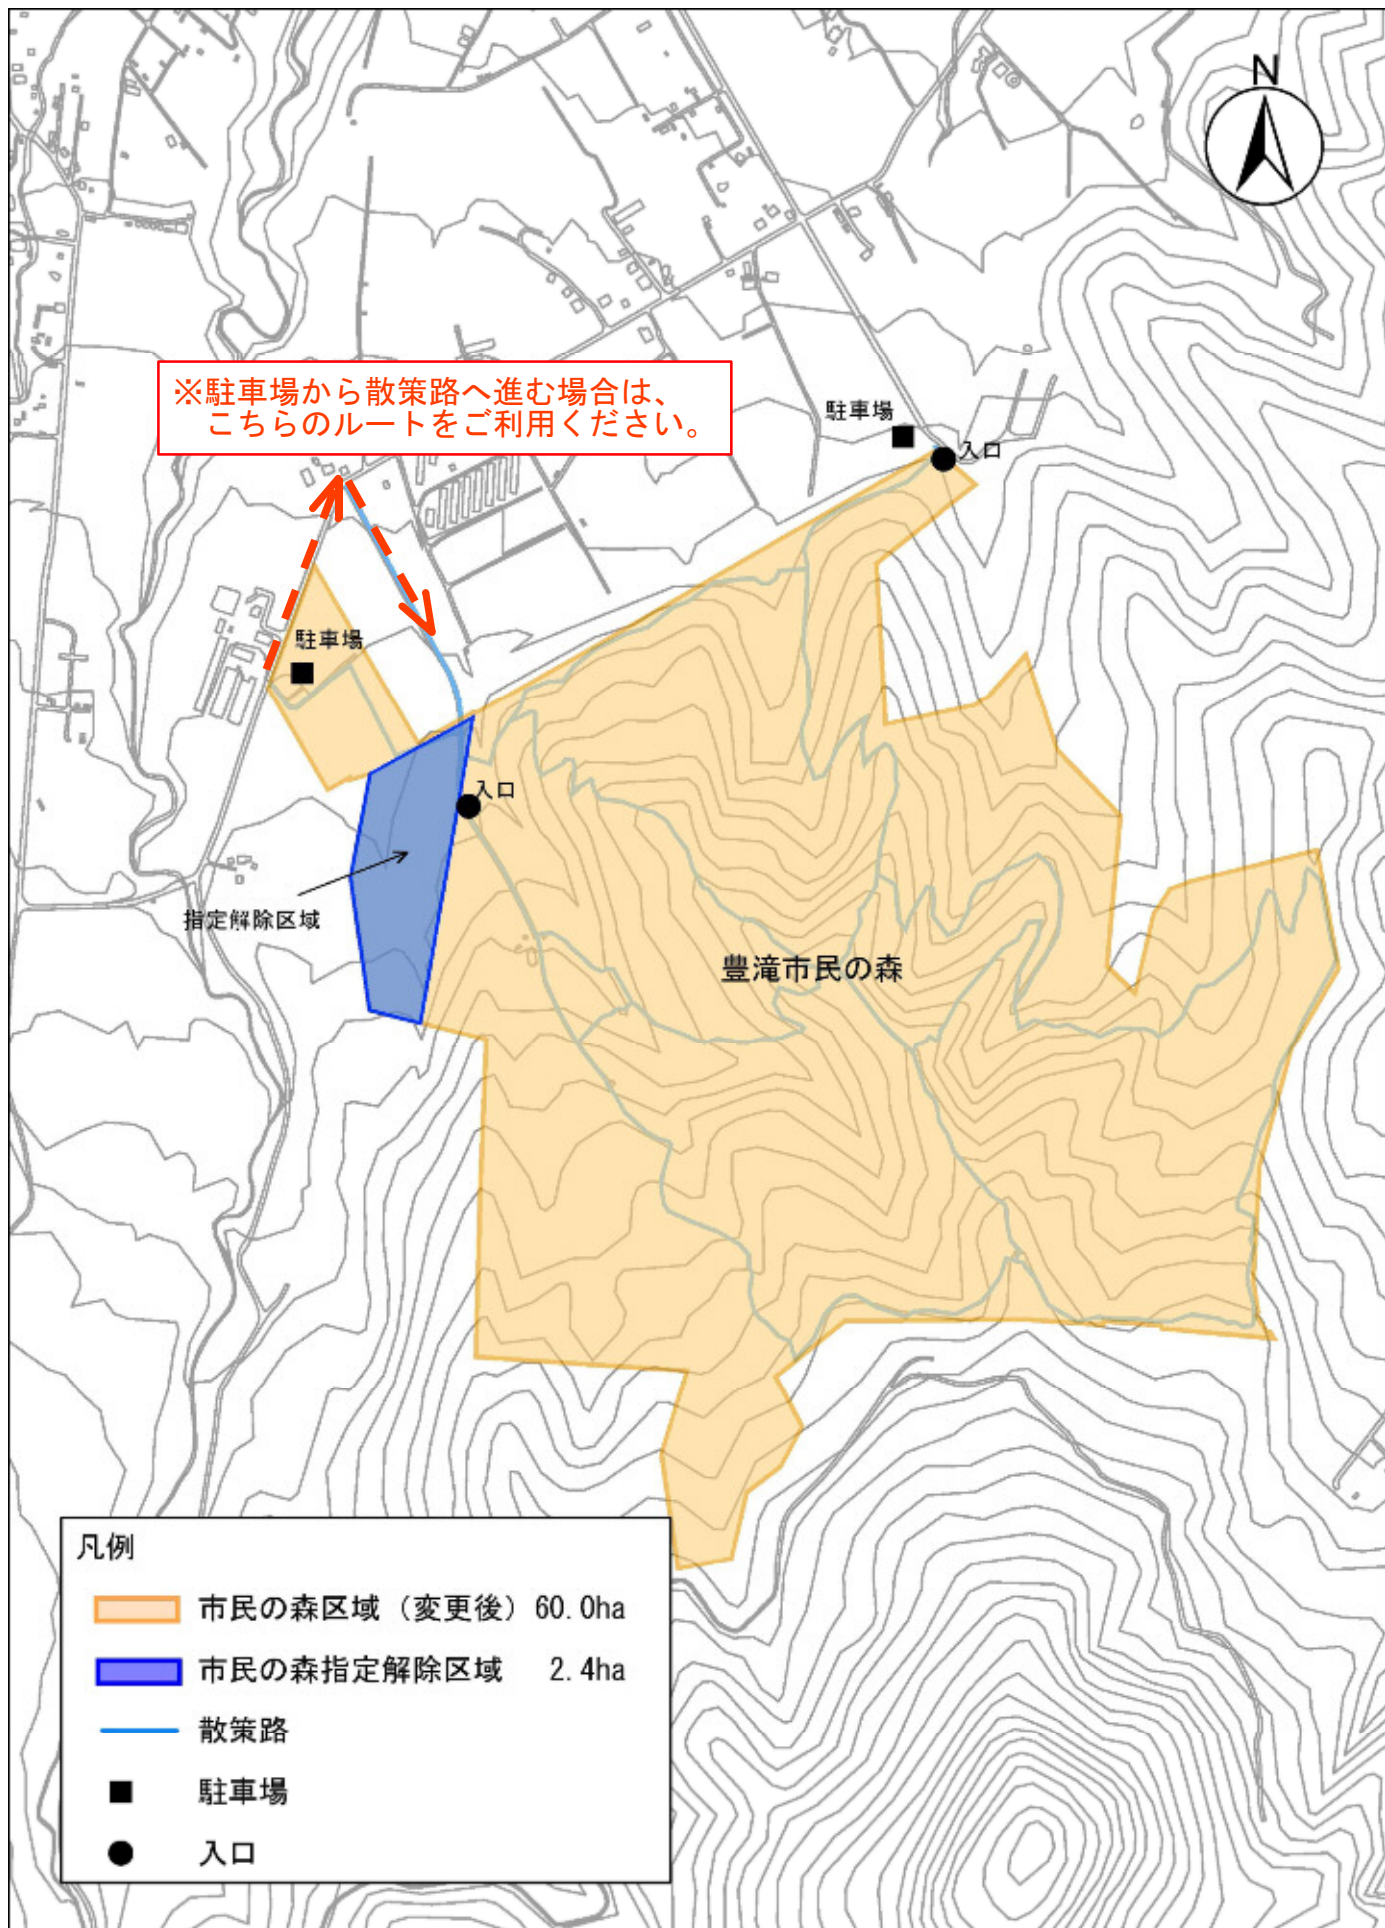 N
※駐車場から散策路へ進む場合は、
こちらのルートをご利用ください。
駐車場
入口
駐車場
入口
指定解除区域
豊滝市民の森
凡例
市民の森区域（変更後）60.0ha
市民の森指定解除区域 2.4ha
散策路
駐車場
入口